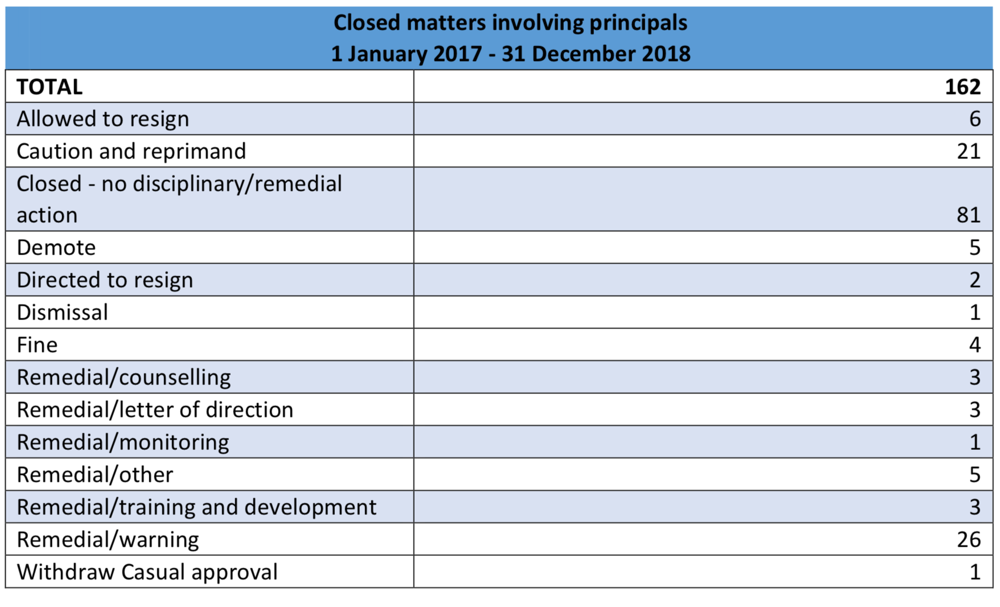 Closed matters involving principals
1 January 2017 - 31 December 2018
TOTAL 162
Allowed to resign 6
Caution and reprimand 21
Closed - no disciplinary/remedial
action 81
Demote 5
Directed to resign 2
Dismissal 1
Fine 4
Remedial/counselling 3
Remedial/letter of direction 3
Remedial/monitoring 1
Remedial/other 5
Remedial/training and development 3
Remedial/warning 26
Withdraw Casual approval 1